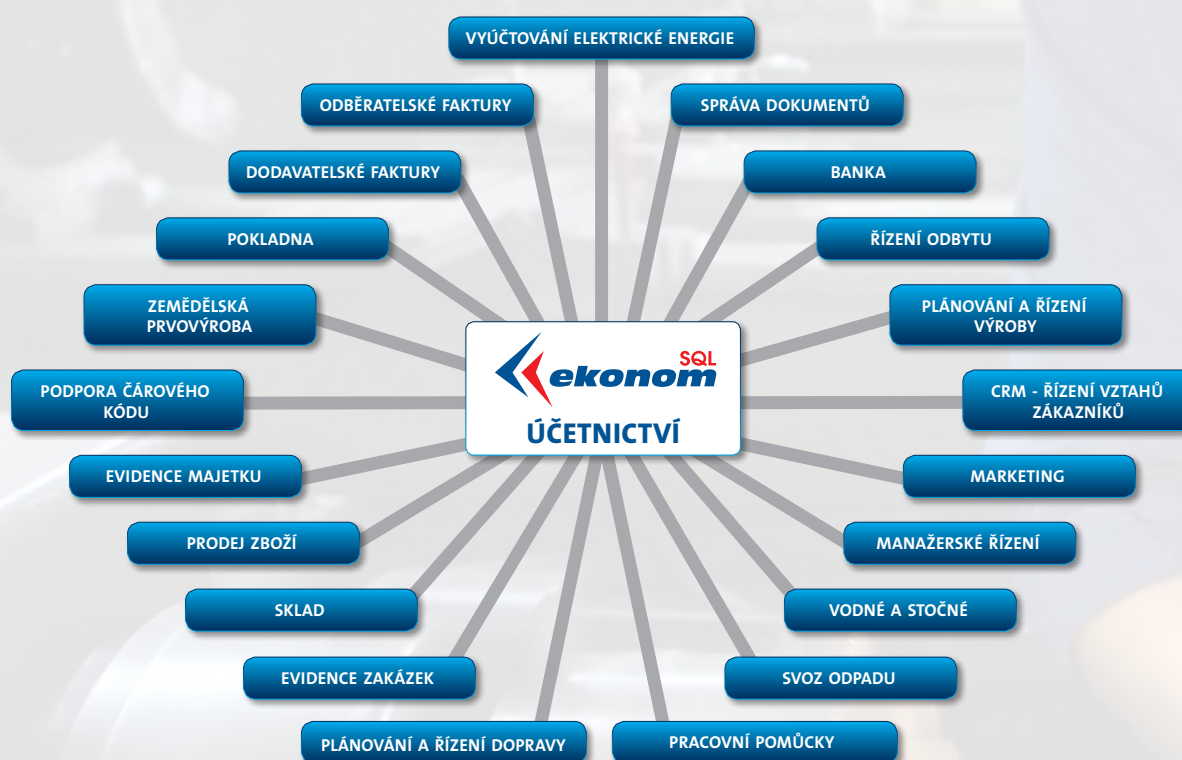 VYÚČTOVÁNÍ ELEKTRICKÉ ENERGIE
ODBĚRATELSKÉ FAKTURY
SPRÁVA DOKUMENTŮ
DODAVATELSKÉ FAKTURY
BANKA
POKLADNA
ŘÍZENÍ ODBYTU
ZEMĚDĚLSKÁ
PRVOVÝROBA
PLÁNOVÁNÍ A ŘÍZENÍ
VÝROBY
SQL
ekonom
ÚČETNICTVÍ
PODPORA ČÁROVÉHO
KÓDU
CRM - ŘÍZENÍ VZTAHŮ
ZÁKAZNÍKŮ
EVIDENCE MAJETKU
MARKETING
PRODEJ ZBOŽÍ
MANAŽERSKÉ ŘÍZENÍ
SKLAD
VODNÉ A STOČNÉ
EVIDENCE ZAKÁZEK
SVOZ ODPADU
PLÁNOVÁNÍ A ŘÍZENÍ DOPRAVY
PRACOVNÍ POMŮCKY